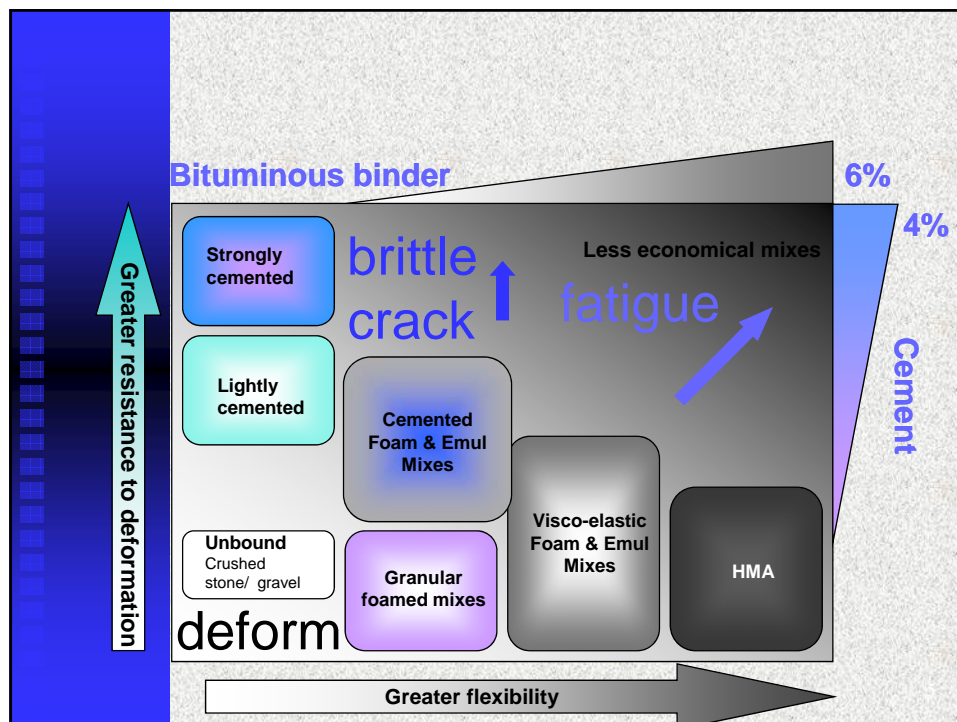 Bituminous binder
6%
4%
Strongly
cemented
brittle
crack
Less economical mixes
fatigue
Greater resistance to deformation
Cement
Lightly
cemented
Cemented
Foam & Emul
Mixes
Visco-elastic
Foam & Emul
Mixes
Unbound
Crushed
stone/ gravel
Granular
foamed mixes
HMA
deform
Greater flexibility